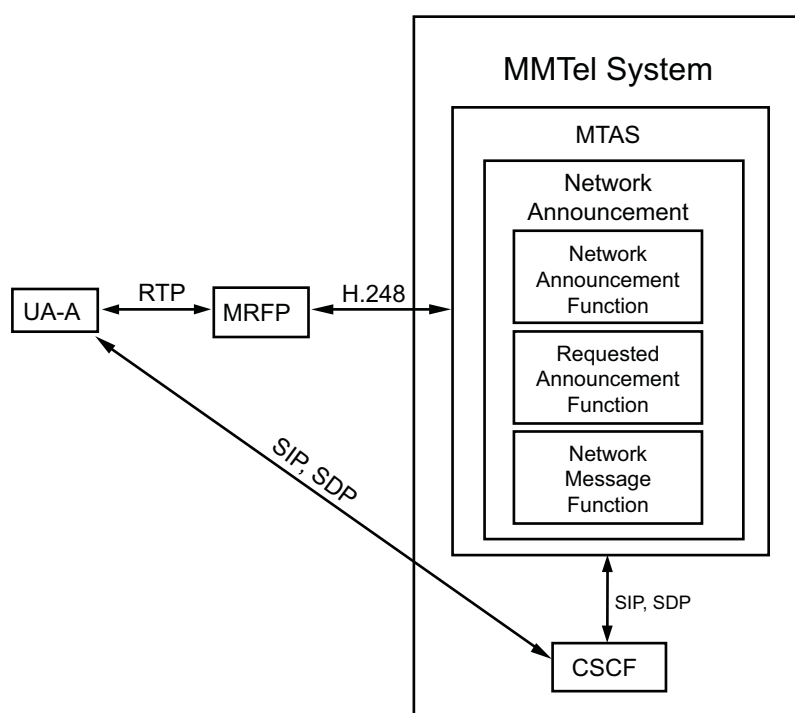 MMTel System
MTAS
Network
Announcement
Network
Announcement
Function
Requested
Announcement
Function
Network
Message
Function
UA-A
RTP
MRFP
H.248
SIP, SDP
SIP, SDP
CSCF